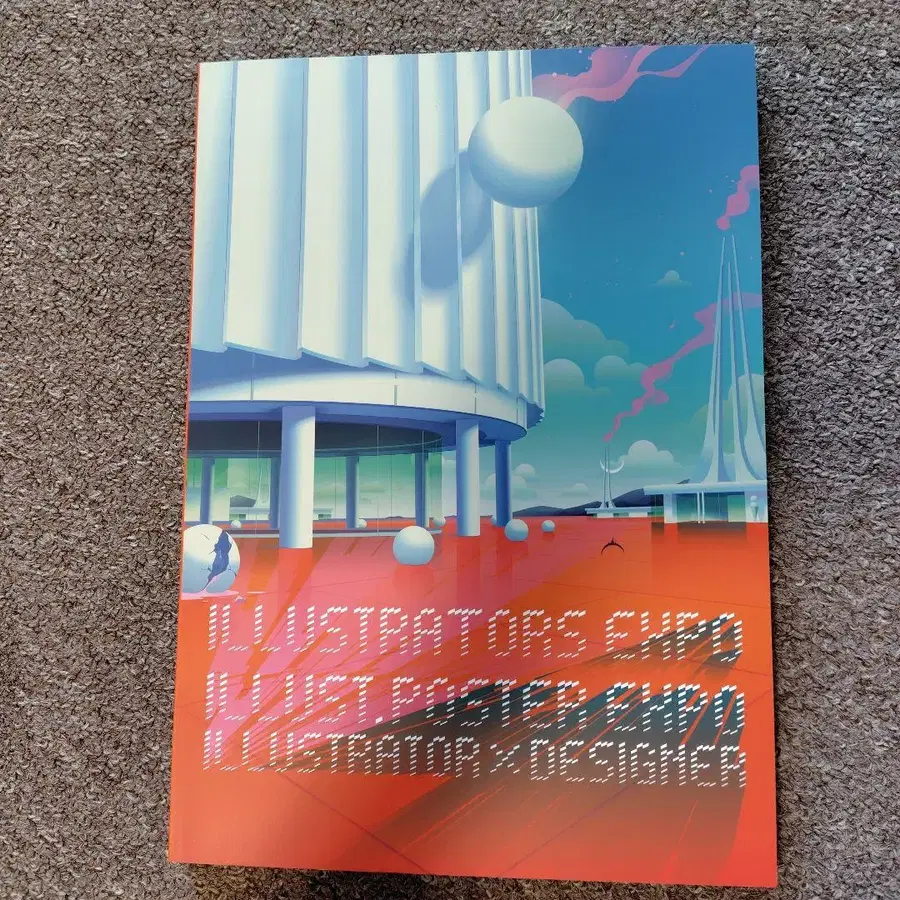 ILLUSTRATORS EXPO
ILLUST.POSTER EXPO
ILLUSTRATOR × DESIGNER